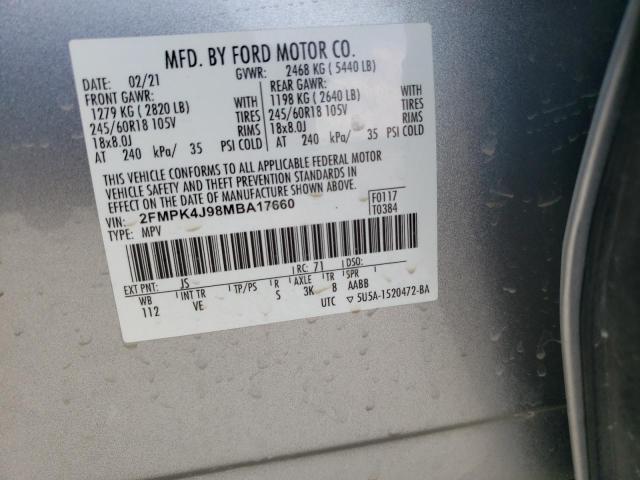 MFD. BY FORD MOTOR CO.
DATE: 02/21 GVWR: 2468 KG (5440 LB)
FRONT GAWR: REAR GAWR:
1279 KG (2820 LB) WITH 1198 KG (2640 LB) WITH
245/60R18 105V TIRES 245/60R18 105V TIRES
18x8.0J RIMS 18x8.0J RIMS
AT 240 kPa/ 35 PSI COLD AT 240 kPa/ 35 PSI COLD
THIS VEHICLE CONFORMS TO ALL APPLICABLE FEDERAL MOTOR
VEHICLE SAFETY AND THEFT PREVENTION STANDARDS IN
EFFECT ON THE DATE OF MANUFACTURE SHOWN ABOVE.
VIN: 2FMPK4J98MBA17660 F0117
TYPE: MPV T0384
EXT PNT: JS RC: 71 DSO:
WB INT TR TP/PS R AXLE TR SPR
112 VE S 3K 8 AABB
UTC ▽ 5U5A-1520472-BA